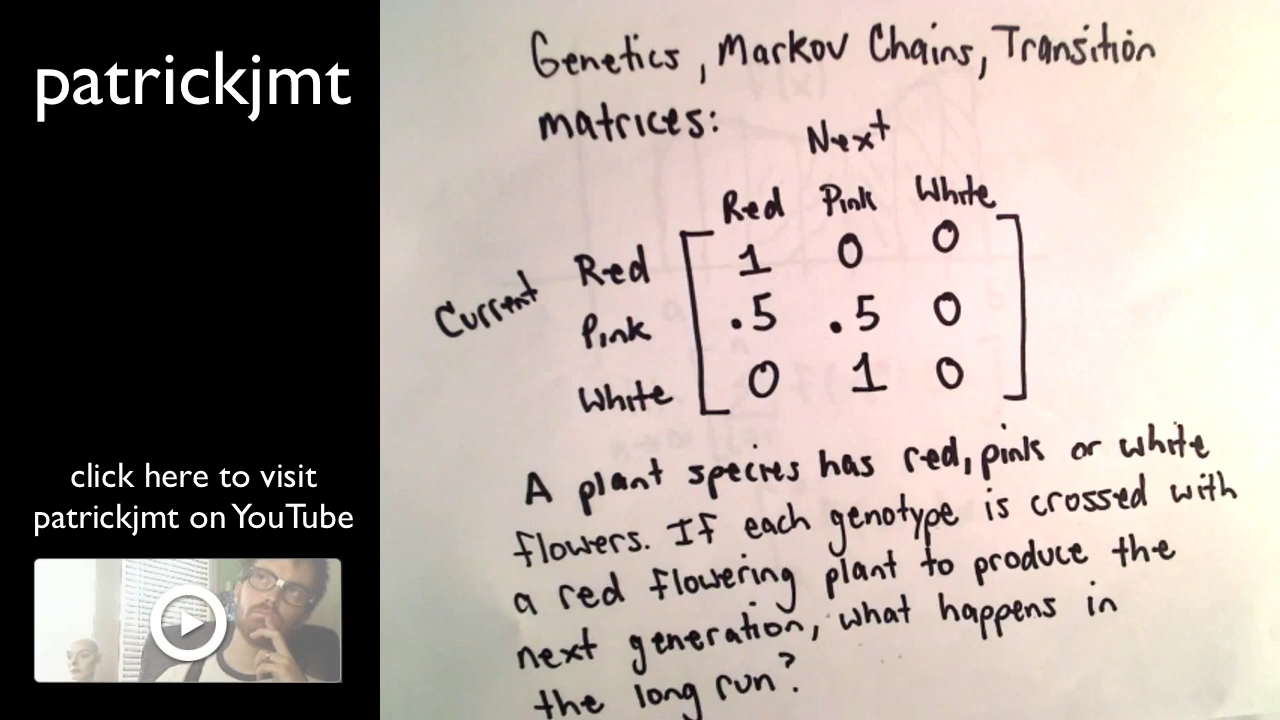 patrickjmt
click here to visit
patrickjmt on YouTube
Genetics, Markov Chains, Transition
matrices:
Next
Red Pink White
Current
Red 1 0 0
Pink .5 .5 0
White 0 1 0
A plant species has red, pink or white
flowers. If each genotype is crossed with
a red flowering plant to produce the
next generation, what happens in
the long run?